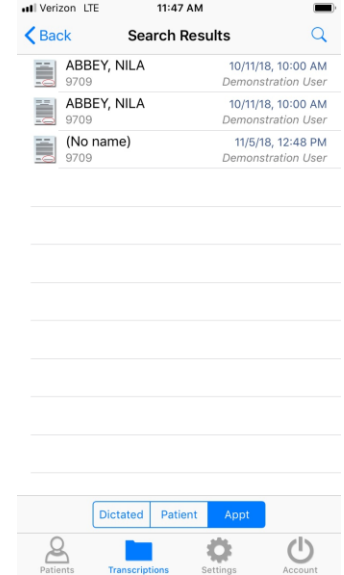 Verizon LTE 11:47 AM
Back Search Results
ABBEY, NILA 10/11/18, 10:00 AM
9709 Demonstration User
ABBEY, NILA 10/11/18, 10:00 AM
9709 Demonstration User
(No name) 11/5/18, 12:48 PM
9709 Demonstration User
Dictated Patient Appt
Patients Transcriptions Settings Account